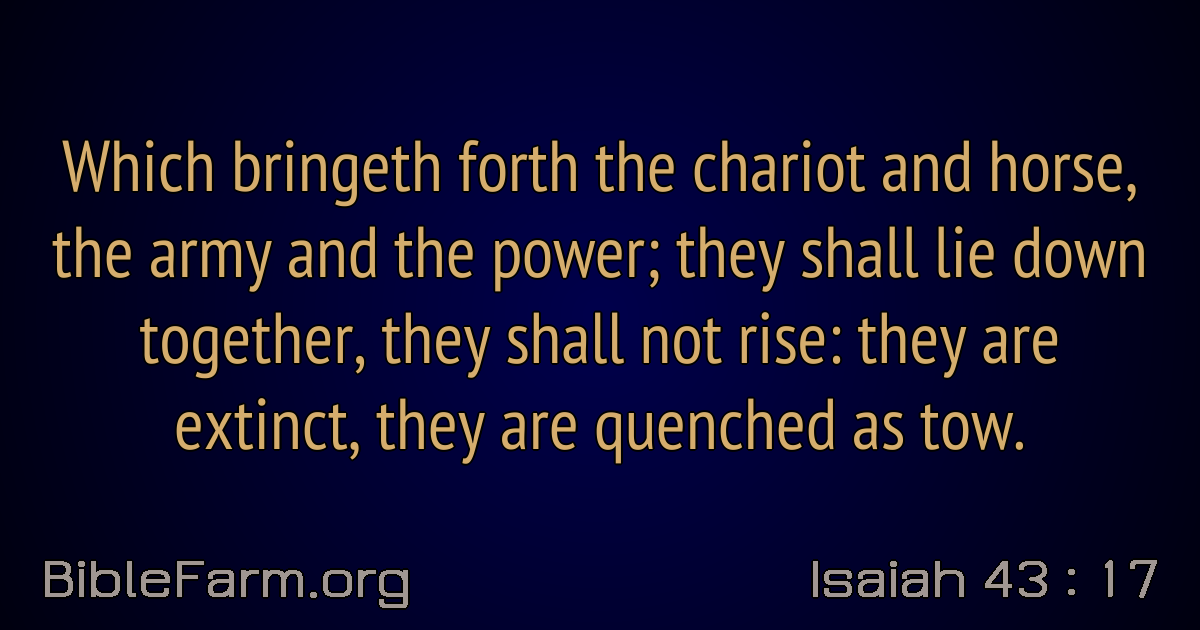 Which bringeth forth the chariot and horse,
the army and the power; they shall lie down
together, they shall not rise: they are
extinct, they are quenched as tow.
BibleFarm.org
Isaiah 43 : 17